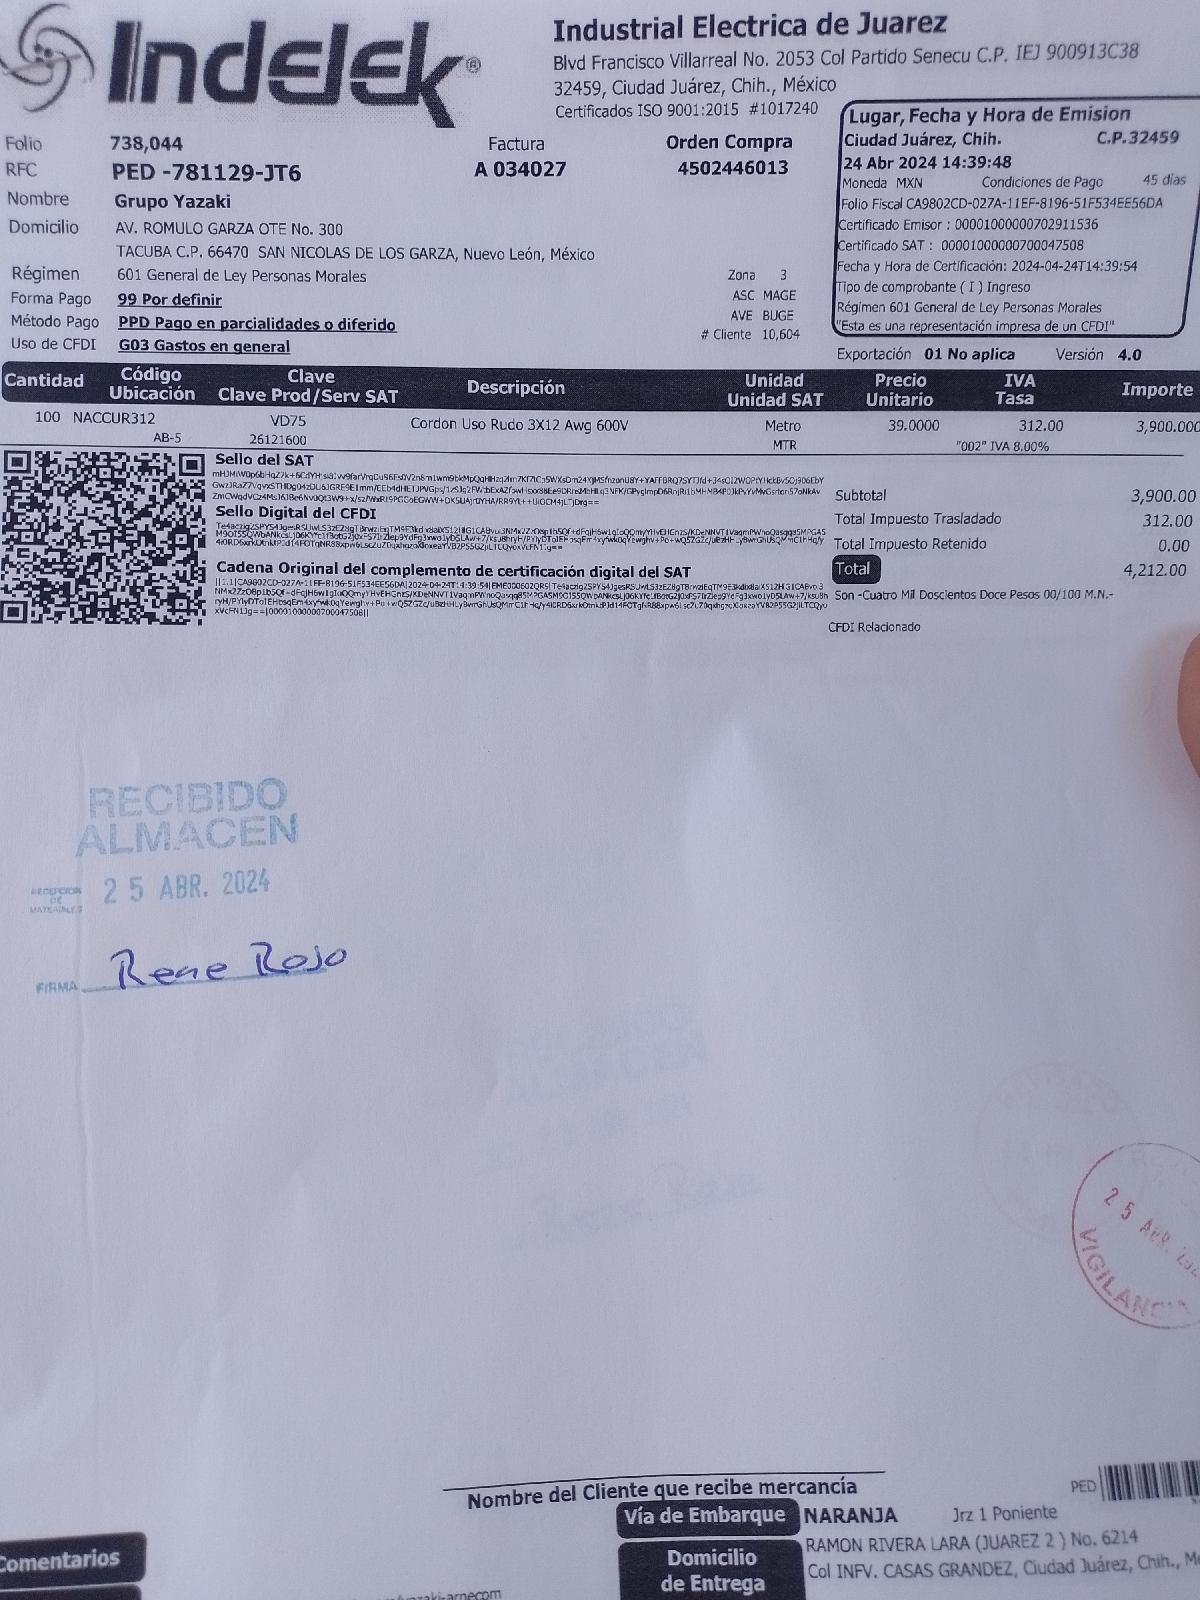 Indelek®
Industrial Electrica de Juarez
Blvd Francisco Villarreal No. 2053 Col Partido Senecu C.P. IEJ 900913C38
32459, Ciudad Juárez, Chih., México
Certificados ISO 9001:2015 #1017240
Folio 738,044
Factura
Orden Compra
RFC PED -781129-JT6
A 034027
4502446013
Nombre Grupo Yazaki
Domicilio AV. ROMULO GARZA OTE No. 300
TACUBA C.P. 66470 SAN NICOLAS DE LOS GARZA, Nuevo León, México
Régimen 601 General de Ley Personas Morales
Forma Pago 99 Por definir
Método Pago PPD Pago en parcialidades o diferido
Uso de CFDI G03 Gastos en general
Zona 3
ASC MAGE
AVE BUGE
# Cliente 10,604
Lugar, Fecha y Hora de Emision
Ciudad Juárez, Chih. C.P.32459
24 Abr 2024 14:39:48
Moneda MXN Condiciones de Pago 45 días
Folio Fiscal CA9802CD-027A-11EF-8196-51F534EE56DA
Certificado Emisor : 00001000000702911536
Certificado SAT : 00001000000700047508
Fecha y Hora de Certificación: 2024-04-24T14:39:54
Tipo de comprobante ( I ) Ingreso
Régimen 601 General de Ley Personas Morales
"Esta es una representación impresa de un CFDI"
Exportación 01 No aplica Versión 4.0
Cantidad Código Ubicación Clave Clave Prod/Serv SAT Descripción Unidad Unidad SAT Precio Unitario IVA Tasa Importe
100 NACCUR312 VD75 Cordon Uso Rudo 3X12 Awg 600V Metro 39.0000 312.00 3,900.000
AB-5 26121600 MTR "002" IVA 8.00%
Sello del SAT
Sello Digital del CFDI
Cadena Original del complemento de certificación digital del SAT
Subtotal 3,900.00
Total Impuesto Trasladado 312.00
Total Impuesto Retenido 0.00
Total 4,212.00
Son -Cuatro Mil Doscientos Doce Pesos 00/100 M.N.-
CFDI Relacionado
RECIBIDO
ALMACEN
RECEPCION
DE
MATERIALES
25 ABR. 2024
FIRMA Rene Rojo
25 ABR.
VIGILANCI
Nombre del Cliente que recibe mercancía
PED
Vía de Embarque NARANJA Jrz 1 Poniente
Comentarios
Domicilio
de Entrega
RAMON RIVERA LARA (JUAREZ 2 ) No. 6214
Col INFV. CASAS GRANDEZ, Ciudad Juárez, Chih.,